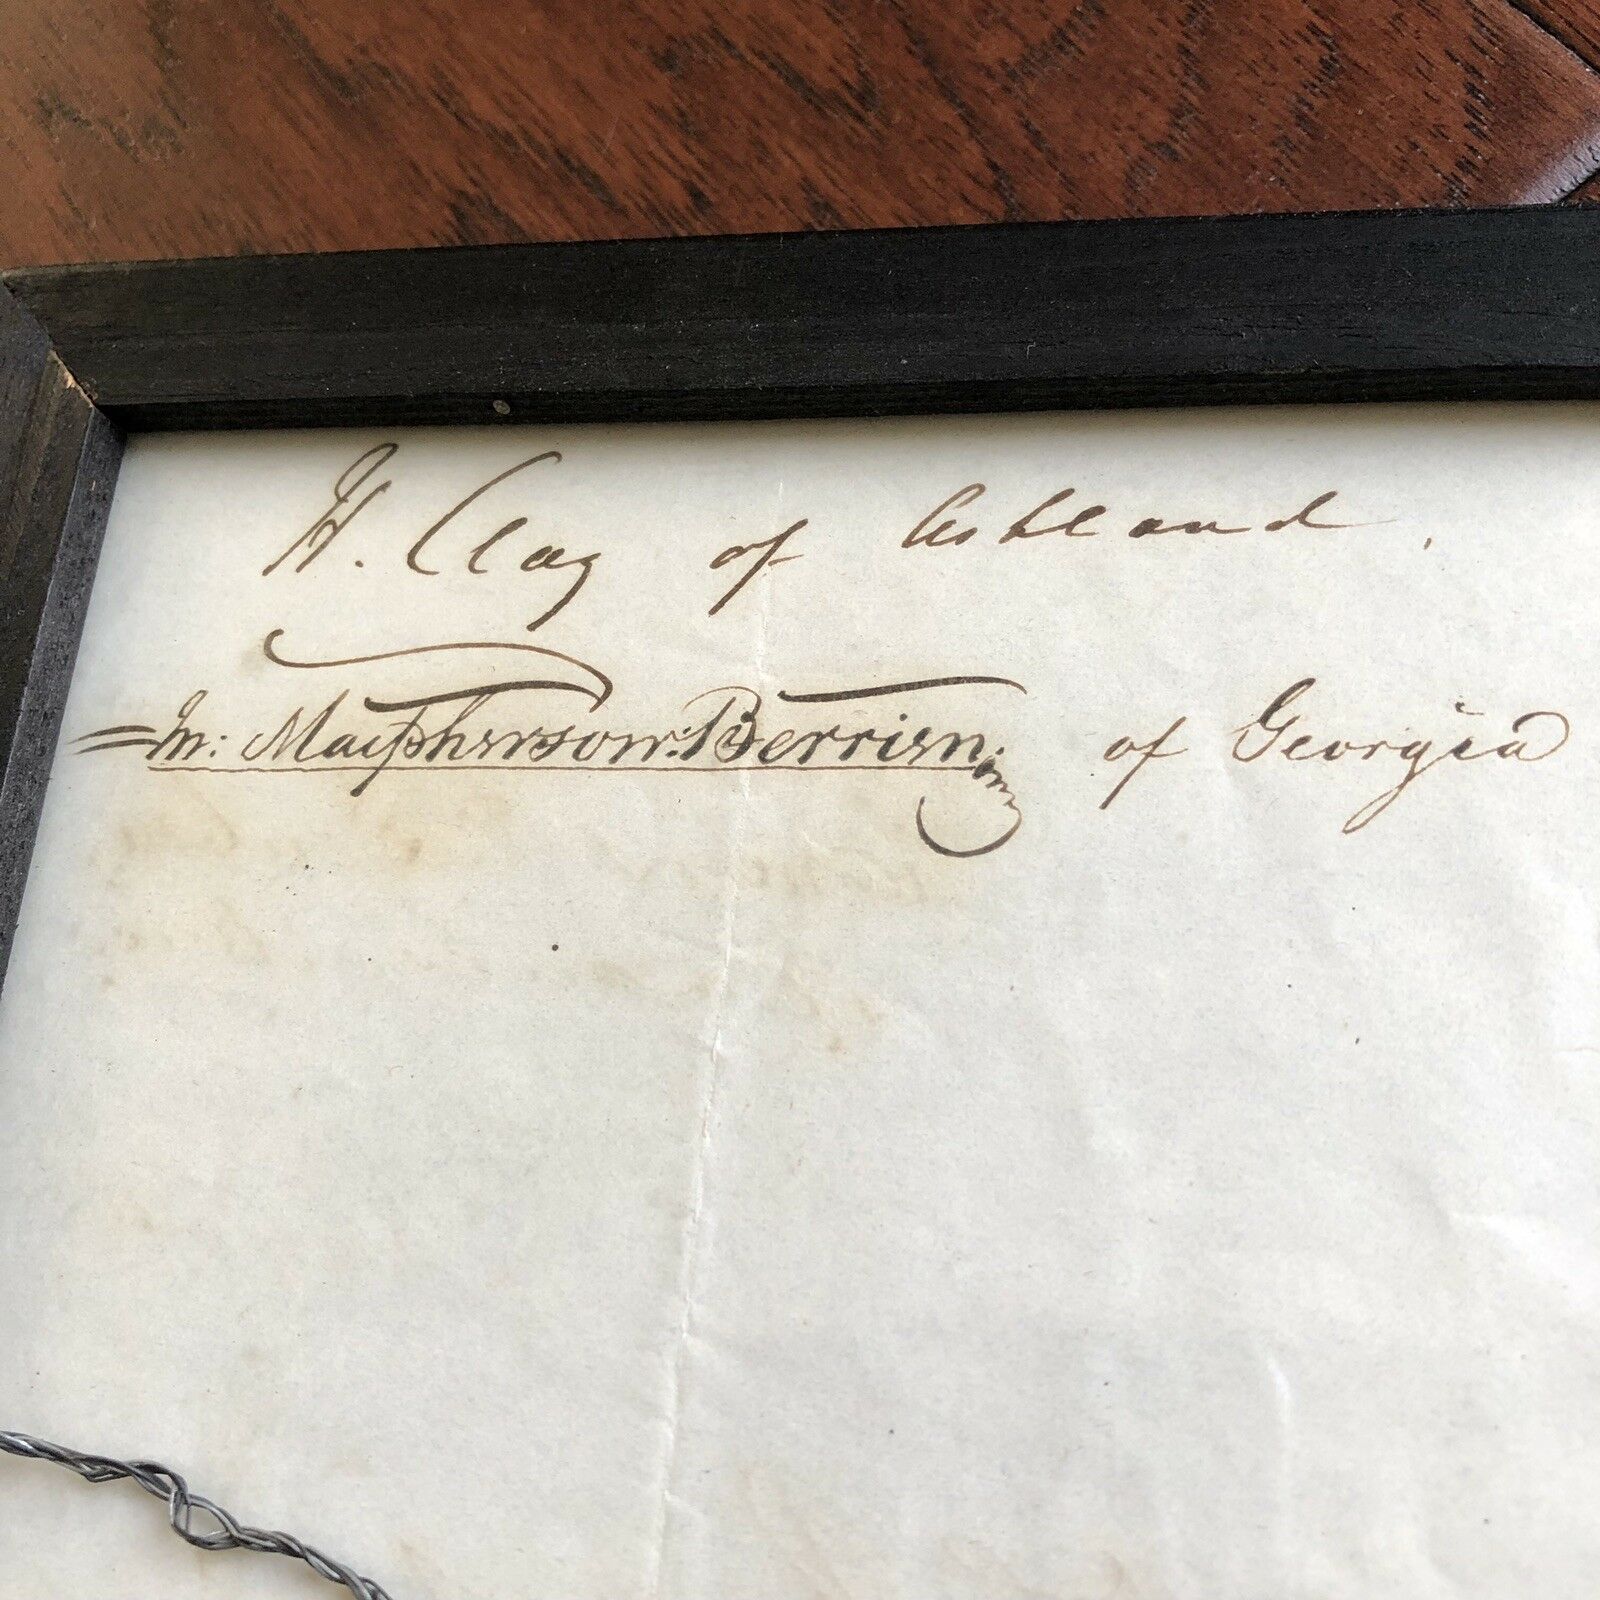 H. Clay of Ashland.
Jn: Macpherson: Berrien: of Georgia